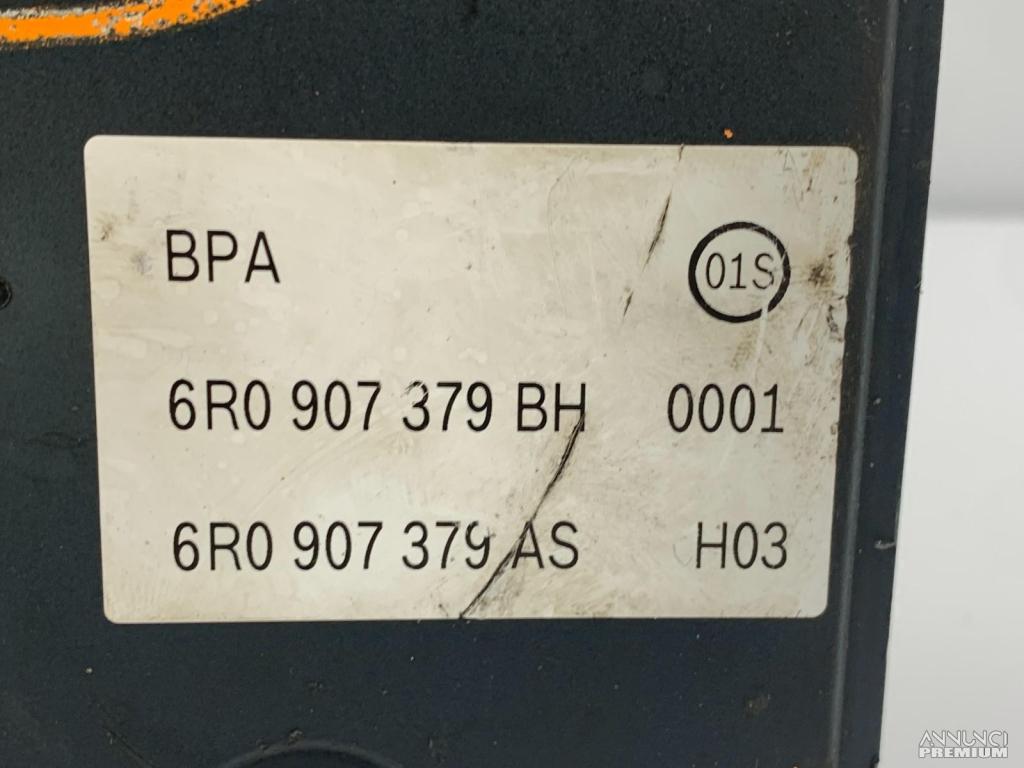 BPA 01S
6R0 907 379 BH 0001
6R0 907 379 AS H03
ANNUNCI
PREMIUM